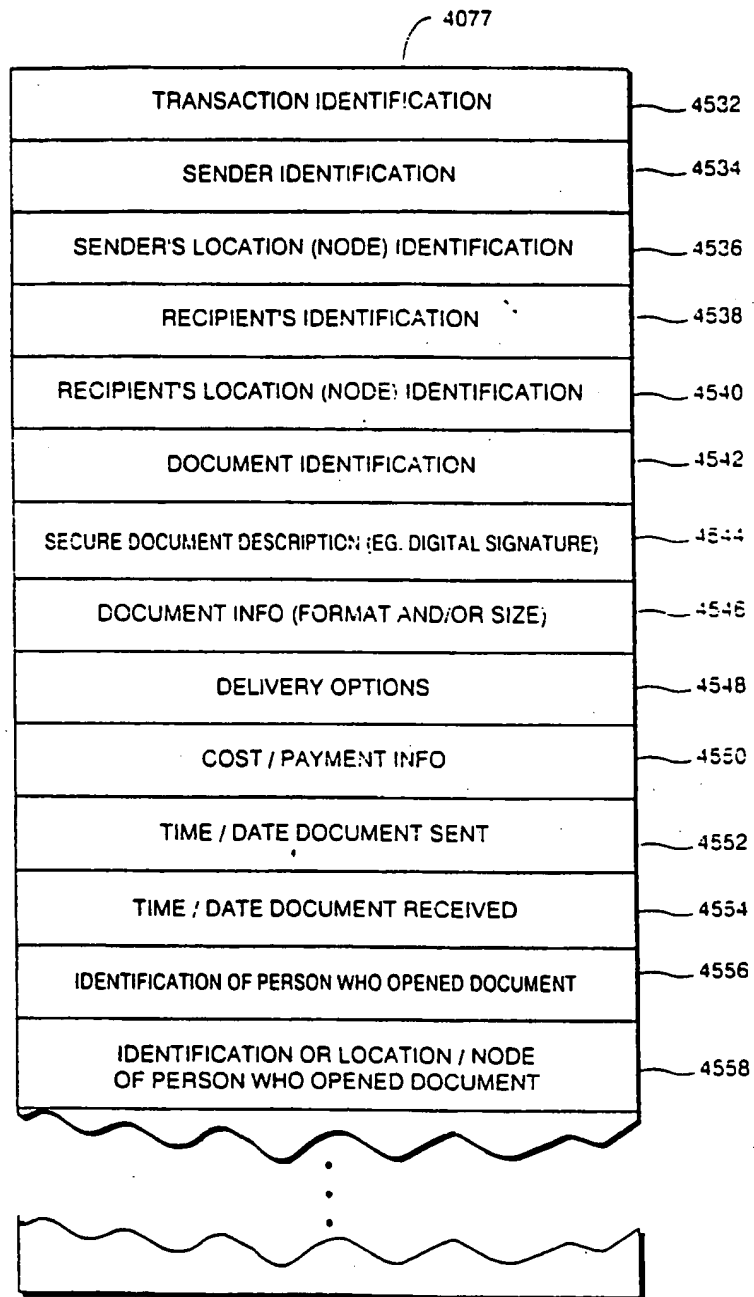 4077
TRANSACTION IDENTIFICATION 4532
SENDER IDENTIFICATION 4534
SENDER'S LOCATION (NODE) IDENTIFICATION 4536
RECIPIENT'S IDENTIFICATION 4538
RECIPIENT'S LOCATION (NODE) IDENTIFICATION 4540
DOCUMENT IDENTIFICATION 4542
SECURE DOCUMENT DESCRIPTION (EG. DIGITAL SIGNATURE) 4544
DOCUMENT INFO (FORMAT AND/OR SIZE) 4546
DELIVERY OPTIONS 4548
COST / PAYMENT INFO 4550
TIME / DATE DOCUMENT SENT 4552
TIME / DATE DOCUMENT RECEIVED 4554
IDENTIFICATION OF PERSON WHO OPENED DOCUMENT 4556
IDENTIFICATION OR LOCATION / NODE
OF PERSON WHO OPENED DOCUMENT 4558